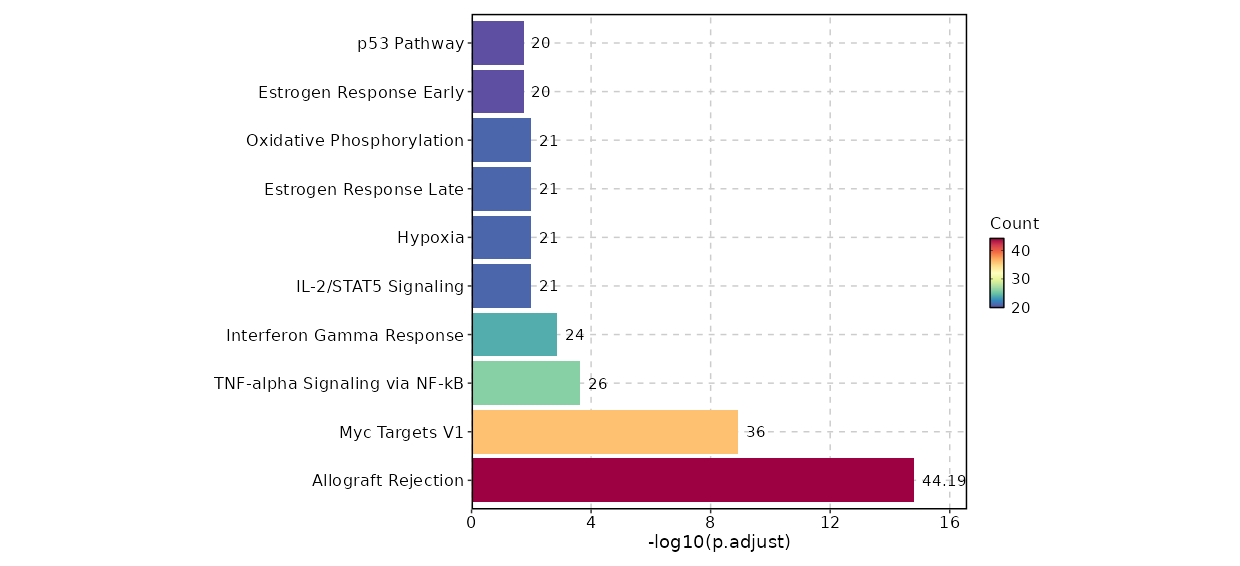 p53 Pathway 20
Estrogen Response Early 20
Oxidative Phosphorylation 21
Estrogen Response Late 21
Hypoxia 21
IL-2/STAT5 Signaling 21
Interferon Gamma Response 24
TNF-alpha Signaling via NF-kB 26
Myc Targets V1 36
Allograft Rejection 44.19
0 4 8 12 16
-log10(p.adjust)
Count
40
30
20